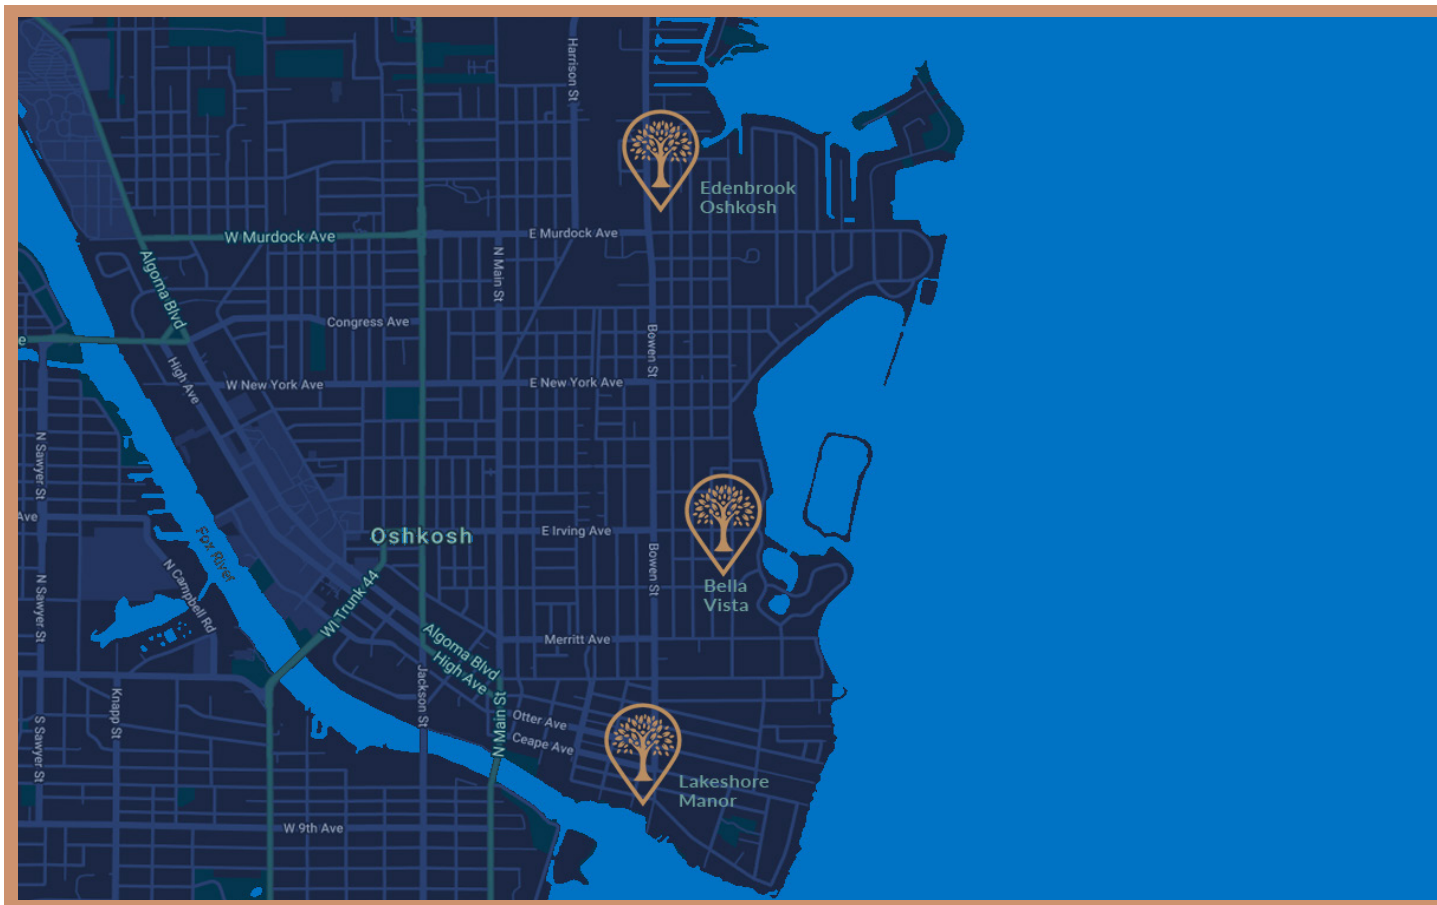 Harrison St
Edenbrook
Oshkosh
W Murdock Ave
E Murdock Ave
Algoma Blvd
N Main St
Congress Ave
Bowen St
e
High Ave
W New York Ave
E New York Ave
N Sawyer St
Ave
Fox River
Oshkosh
E Irving Ave
Bowen St
Bella
Vista
N Campbell Rd
WI-Trunk 44
N Sawyer St
Merritt Ave
Algoma Blvd
High Ave
Jackson St
Knapp St
N Main St
Otter Ave
Ceape Ave
S Sawyer St
Lakeshore
Manor
W 9th Ave